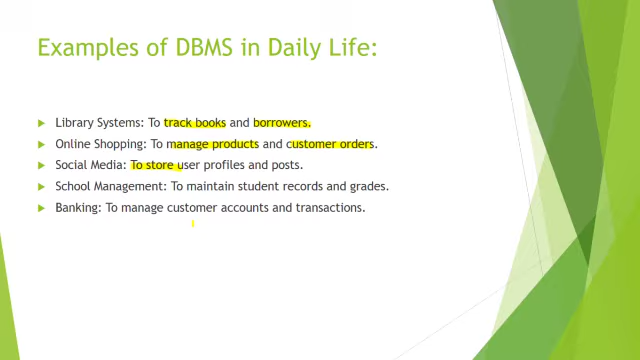 Examples of DBMS in Daily Life:
Library Systems: To track books and borrowers.
Online Shopping: To manage products and customer orders.
Social Media: To store user profiles and posts.
School Management: To maintain student records and grades.
Banking: To manage customer accounts and transactions.